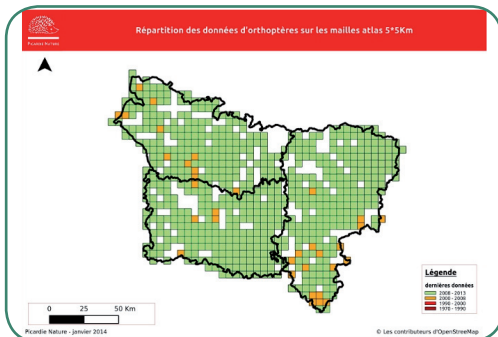 Répartition des données d'orthoptères sur les mailles atlas 5*5Km
Picardie Nature
Légende
dernières données
2008 - 2013
2000 - 2008
1990 - 2000
1970 - 1990
0 25 50 Km
Picardie Nature - janvier 2014
© Les contributeurs d'OpenStreeMap